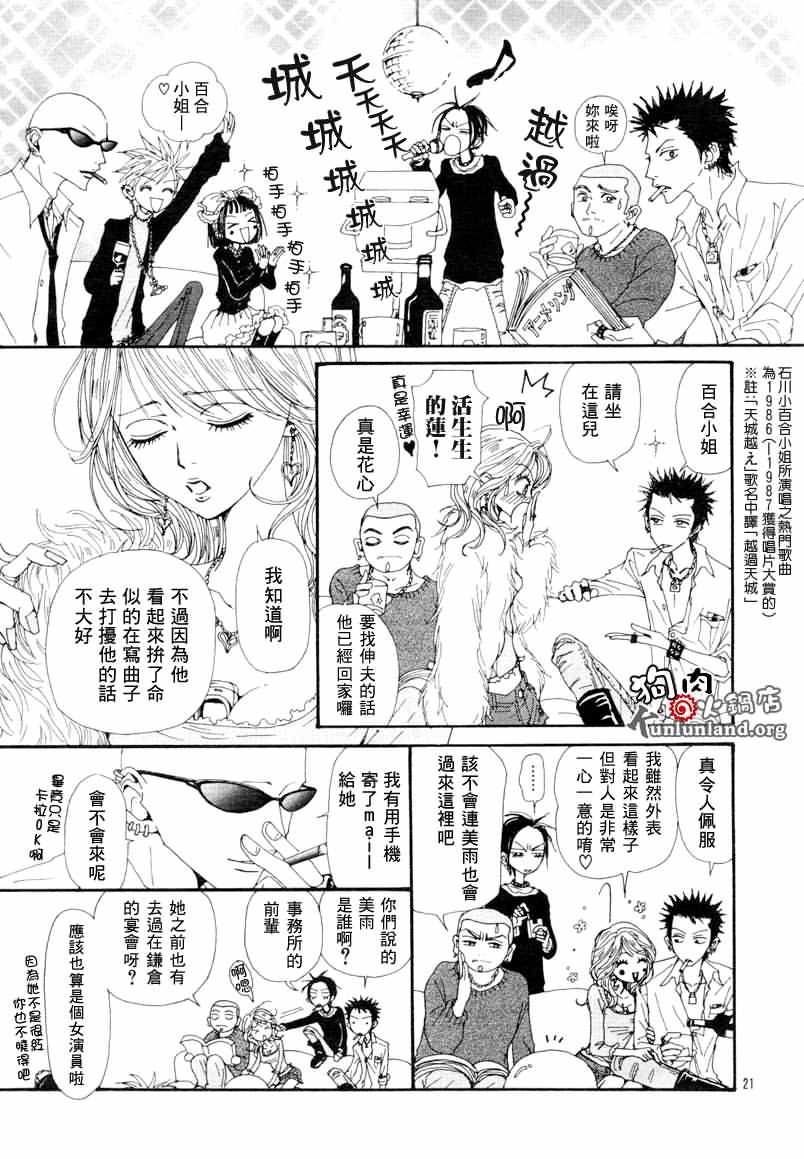 唉呀
妳來啦
越過〜
天天天天
城城城城城城城
百合
小姐—
♡
拍手拍手拍手拍手
アニメソング
※註:「天城越え」歌名中譯「越過天城」
為1986(—1987獲得唱片大賞的)
石川小百合小姐所演唱之熱門歌曲
百合小姐
請坐
在這兒
啊
活生生
的蓮！
真是幸運♥
真是花心
要找伸夫的話
他已經回家囉
我知道啊
不過因為他
看起來拚了命
似的在寫曲子
去打擾他的話
不大好
狗肉火鍋店
Kunlunland.org
真令人佩服
我雖然外表
看起來這樣子
但對人是非常
一心一意的唷♡
……
該不會連美雨也會
過來這裡吧
我有用手機
寄了mail
給她
會不會來呢
畢竟只是
卡拉OK啊
你們說的
美雨
是誰啊？
事務所的
前輩
啊嗯
她之前也有
去過在鎌倉
的宴會呀？
應該也算是個女演員啦
因為她不是很紅
你也不曉得吧
21